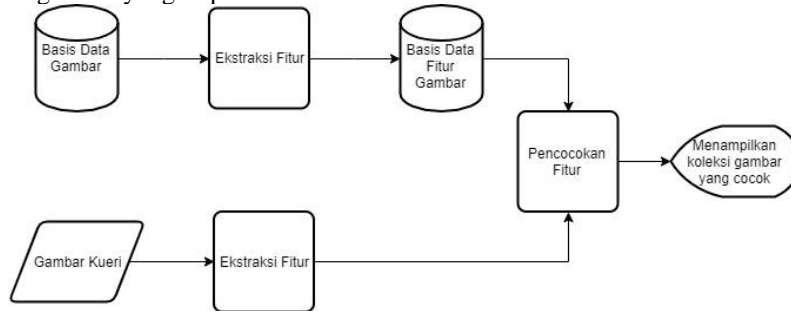 Basis Data
Gambar
Ekstraksi Fitur
Basis Data
Fitur
Gambar
Pencocokan
Fitur
Menampilkan
koleksi gambar
yang cocok
Gambar Kueri
Ekstraksi Fitur